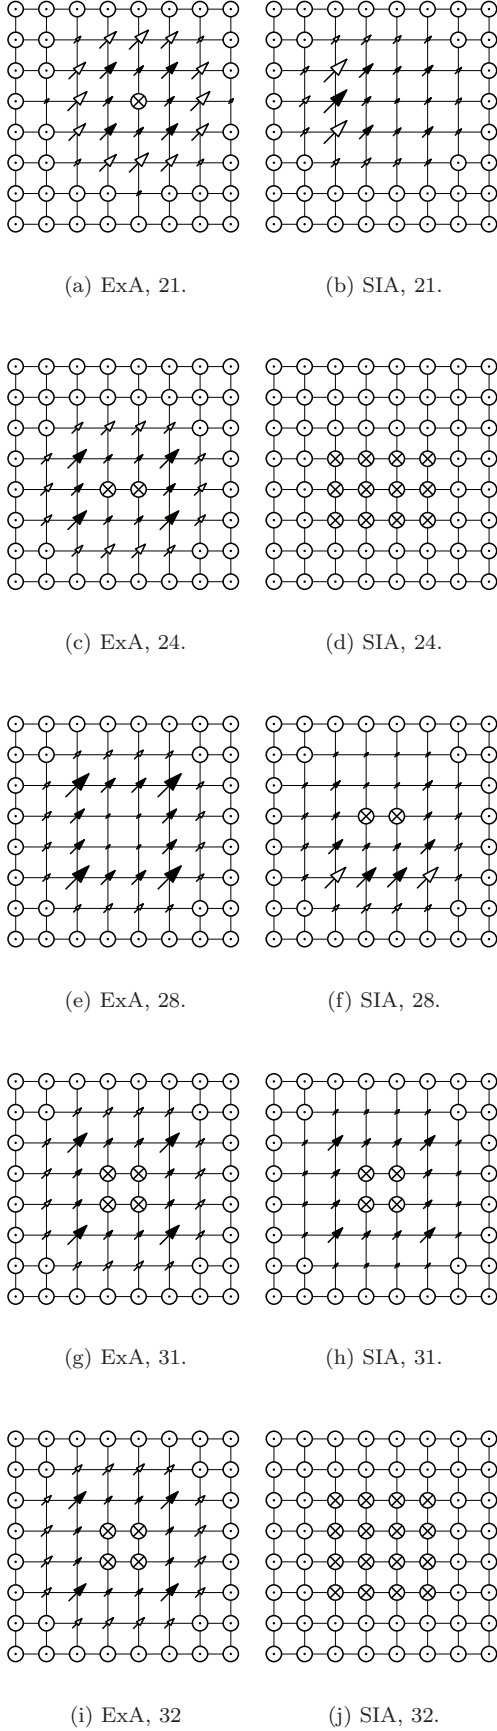 (a) ExA, 21.
(b) SIA, 21.
(c) ExA, 24.
(d) SIA, 24.
(e) ExA, 28.
(f) SIA, 28.
(g) ExA, 31.
(h) SIA, 31.
(i) ExA, 32
(j) SIA, 32.